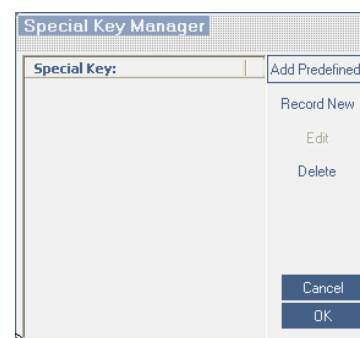 Special Key Manager
Special Key:
Add Predefined
Record New
Edit
Delete
Cancel
OK